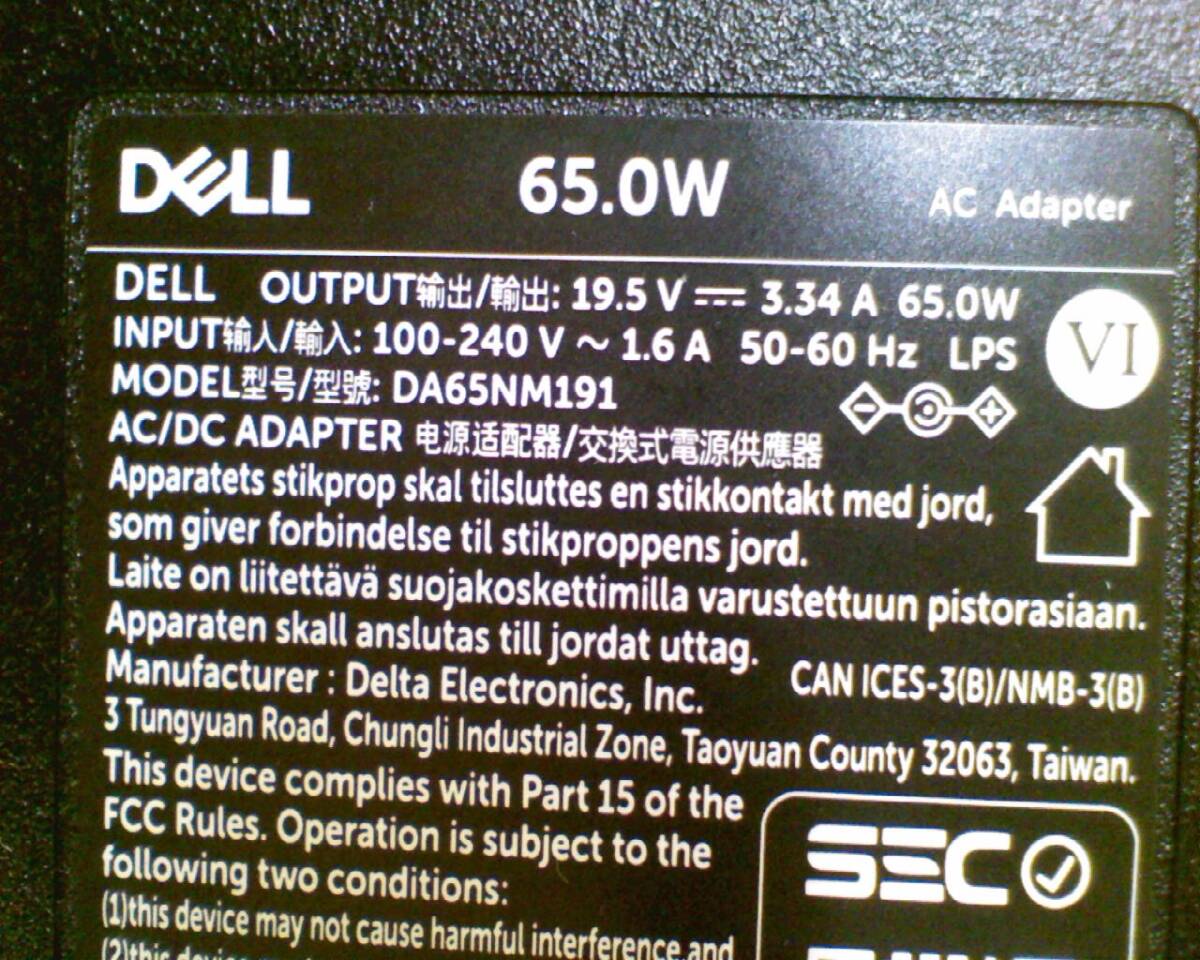 DELL 65.0W AC Adapter
DELL OUTPUT输出/輸出: 19.5 V ⎓ 3.34 A 65.0W
INPUT输入/輸入: 100-240 V ~ 1.6 A 50-60 Hz LPS
VI
MODEL型号/型號: DA65NM191
AC/DC ADAPTER 电源适配器/交換式電源供應器
Apparatets stikprop skal tilsluttes en stikkontakt med jord,
som giver forbindelse til stikproppens jord.
Laite on liitettävä suojakoskettimilla varustettuun pistorasiaan.
Apparaten skall anslutas till jordat uttag.
CAN ICES-3(B)/NMB-3(B)
Manufacturer : Delta Electronics, Inc.
3 Tungyuan Road, Chungli Industrial Zone, Taoyuan County 32063, Taiwan.
This device complies with Part 15 of the
FCC Rules. Operation is subject to the
following two conditions:
(1)this device may not cause harmful interference,and
(2)this device
SEC